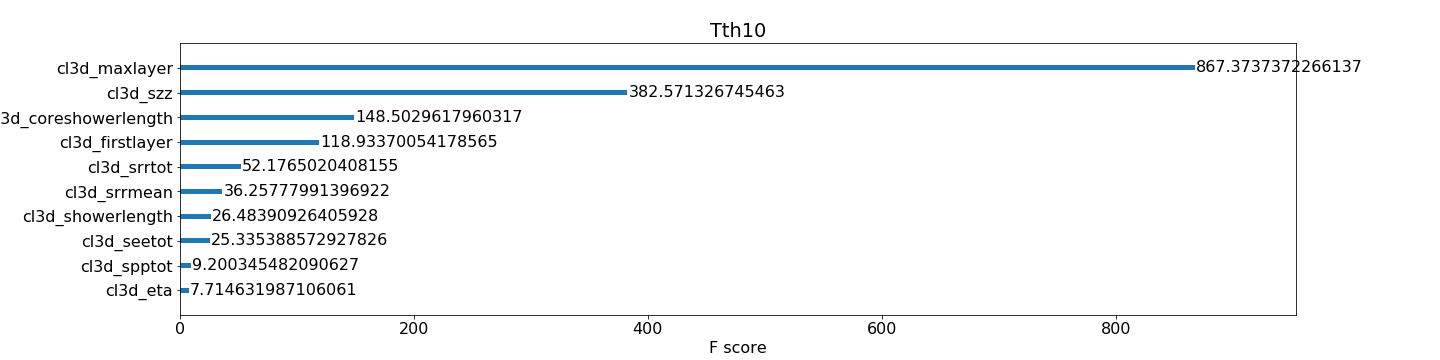 Tth10
cl3d_maxlayer 867.3737372266137
cl3d_szz 382.571326745463
3d_coreshowerlength 148.5029617960317
cl3d_firstlayer 118.93370054178565
cl3d_srrtot 52.1765020408155
cl3d_srrmean 36.25777991396922
cl3d_showerlength 26.48390926405928
cl3d_seetot 25.335388572927826
cl3d_spptot 9.200345482090627
cl3d_eta 7.714631987106061
0 200 400 600 800
F score